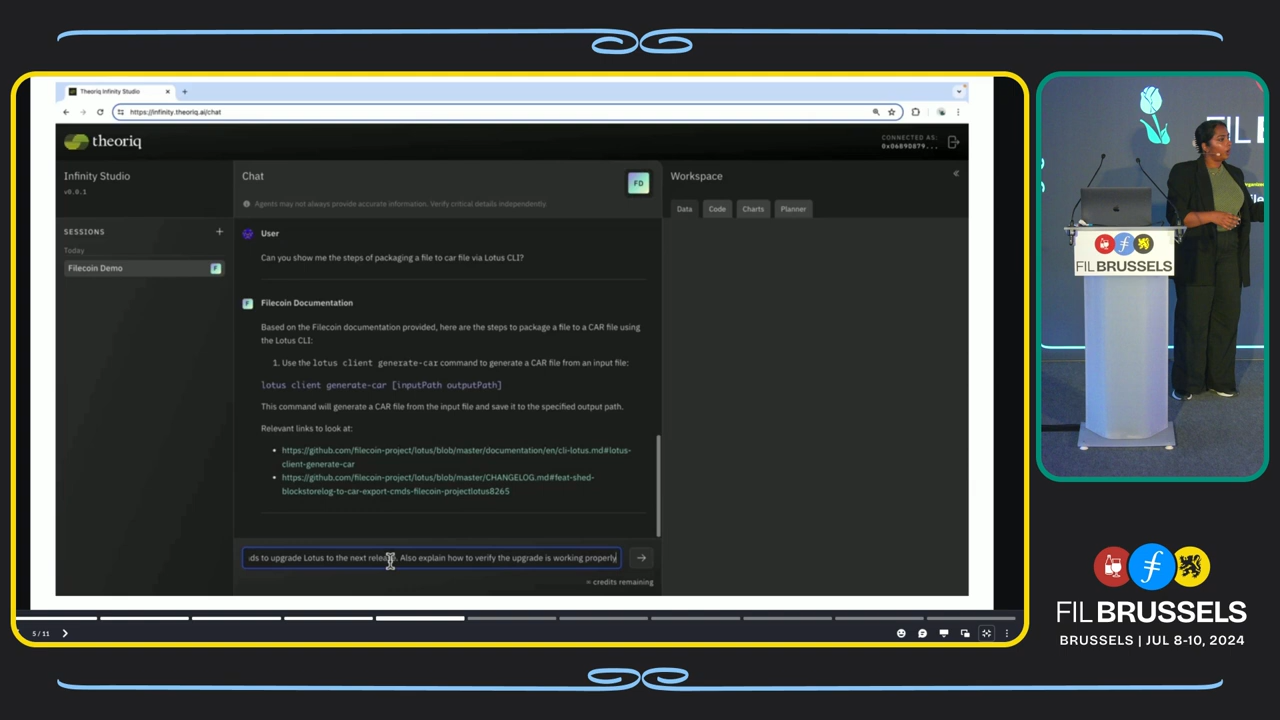 Theoriq Infinity Studio
https://infinity.theoriq.ai/chat
theoriq
CONNECTED AS:
0x06890879...
Infinity Studio
v0.0.1
SESSIONS
Today
Filecoin Demo
Chat
FD
Agents may not always provide accurate information. Verify critical details independently.
User
Can you show me the steps of packaging a file to car file via Lotus CLI?
Filecoin Documentation
Based on the Filecoin documentation provided, here are the steps to package a file to a CAR file using
the Lotus CLI:
1. Use the lotus client generate-car command to generate a CAR file from an input file:
lotus client generate-car [inputPath outputPath]
This command will generate a CAR file from the input file and save it to the specified output path.
Relevant links to look at:
https://github.com/filecoin-project/lotus/blob/master/documentation/en/cli-lotus.md#lotus-
client-generate-car
https://github.com/filecoin-project/lotus/blob/master/CHANGELOG.md#feat-shed-
blockstorelog-to-car-export-cmds-filecoin-projectlotus8265
ds to upgrade Lotus to the next release. Also explain how to verify the upgrade is working properly
∞ credits remaining
Workspace
Data
Code
Charts
Planner
5 / 11
FIL
FIL BRUSSELS
FIL BRUSSELS
BRUSSELS | JUL 8-10, 2024